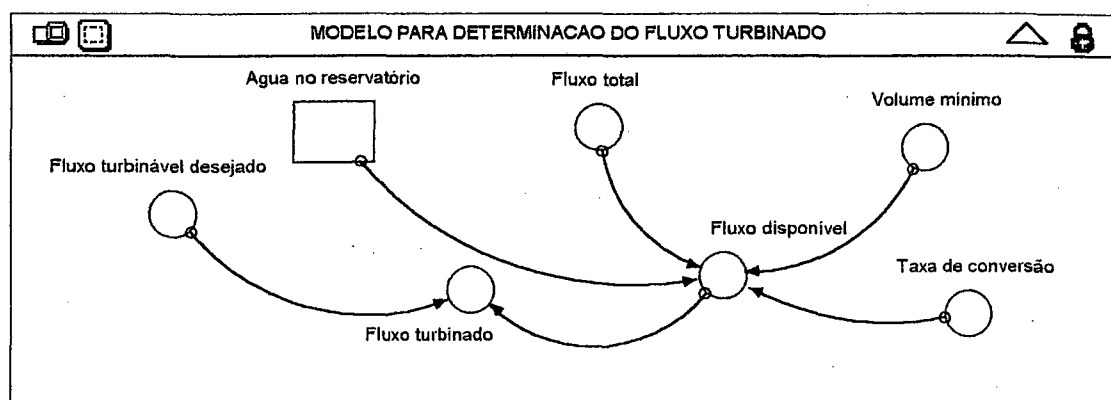 MODELO PARA DETERMINACAO DO FLUXO TURBINADO
Agua no reservatório
Fluxo total
Volume mínimo
Fluxo turbinável desejado
Fluxo disponível
Taxa de conversão
Fluxo turbinado